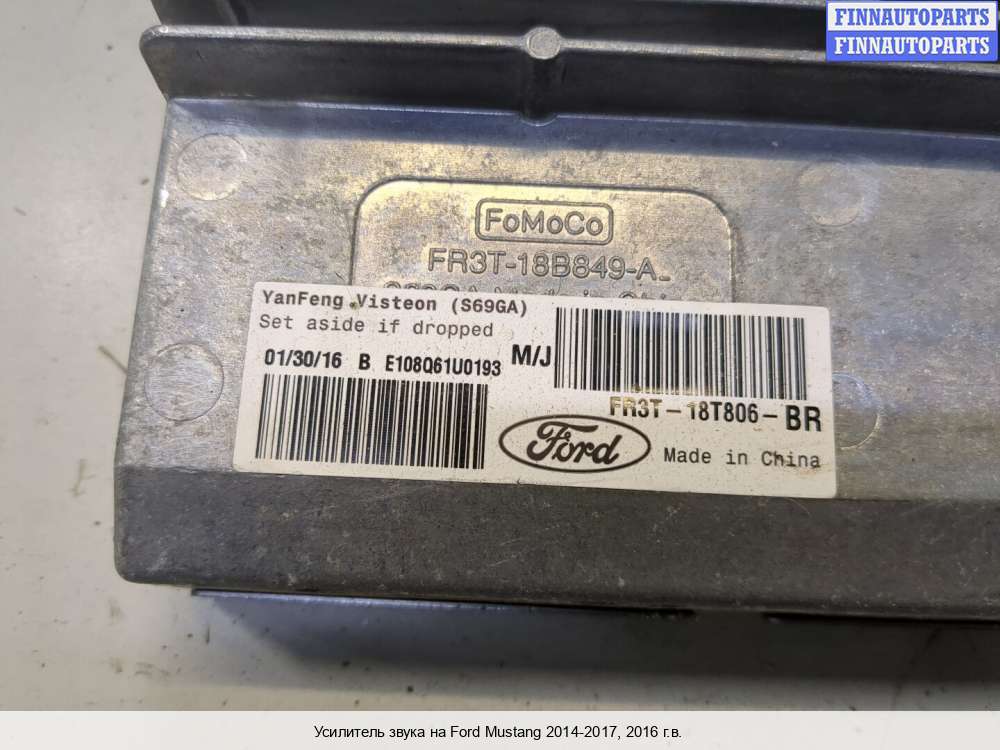 FINNAUTOPARTS
FINNAUTOPARTS
FoMoCo
FR3T-18B849-A
YanFeng Visteon (S69GA)
Set aside if dropped
01/30/16 B E108Q61U0193 M/J
FR3T-18T806-BR
Ford
Made in China
Усилитель звука на Ford Mustang 2014-2017, 2016 г.в.